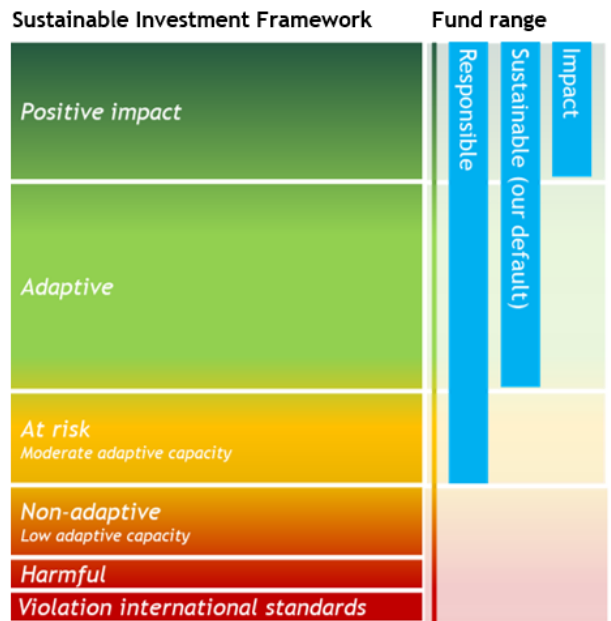 Sustainable Investment Framework
Fund range
Positive impact
Adaptive
At risk
Moderate adaptive capacity
Non-adaptive
Low adaptive capacity
Harmful
Violation international standards
Responsible
Sustainable (our default)
Impact